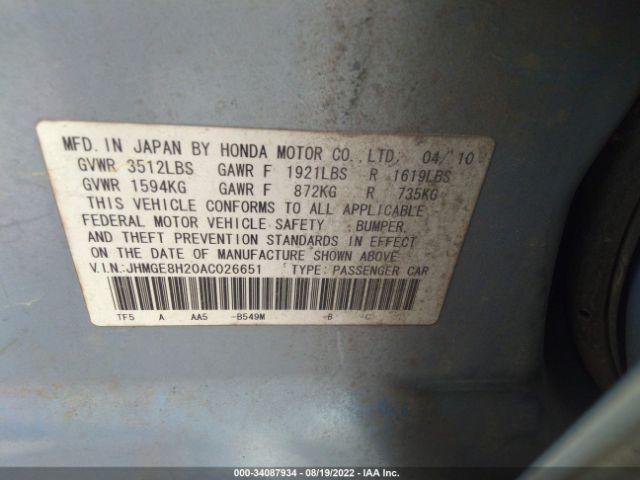 MFD. IN JAPAN BY HONDA MOTOR CO., LTD. 04/10
GVWR 3512LBS GAWR F 1921LBS R 1619LBS
GVWR 1594KG GAWR F 872KG R 735KG
THIS VEHICLE CONFORMS TO ALL APPLICABLE
FEDERAL MOTOR VEHICLE SAFETY, BUMPER,
AND THEFT PREVENTION STANDARDS IN EFFECT
ON THE DATE OF MANUFACTURE SHOWN ABOVE.
V.I.N.:JHMGE8H20AC026651 TYPE: PASSENGER CAR
TF5 A AA5 -B549M -B -C
000-34087934 - 08/19/2022 - IAA Inc.